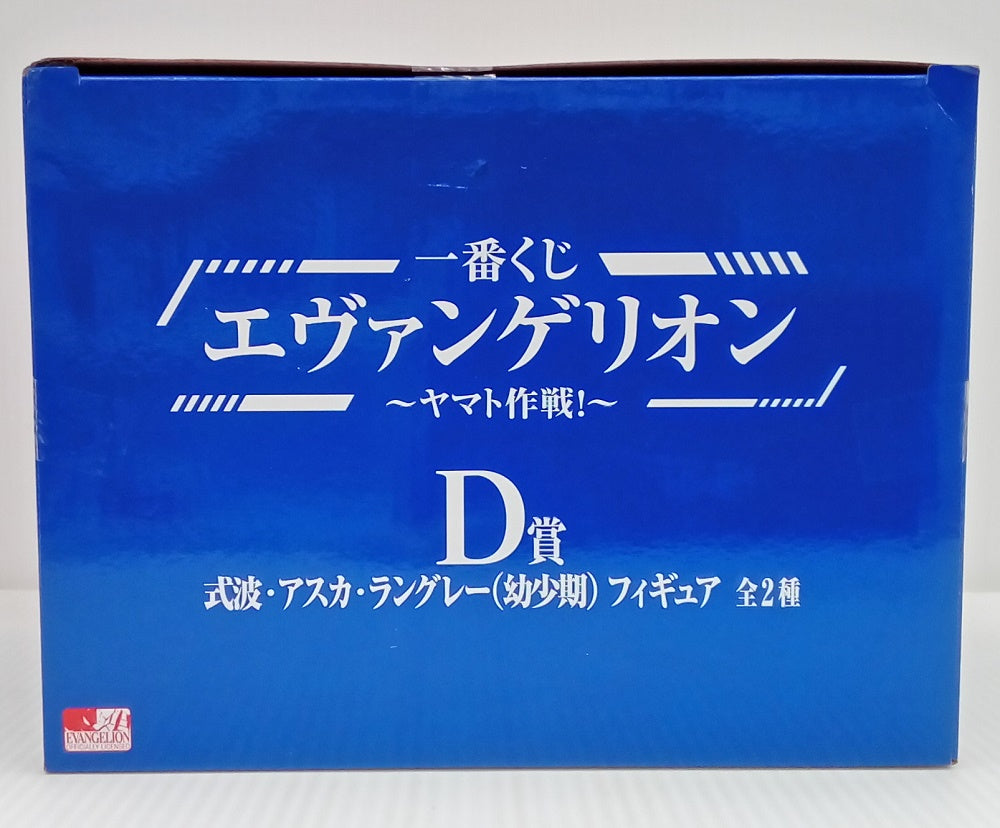 一番くじ
エヴァンゲリオン
～ヤマト作戦!～
D賞
式波・アスカ・ラングレー(幼少期) フィギュア 全2種
EVANGELION
OFFICIALLY LICENSED